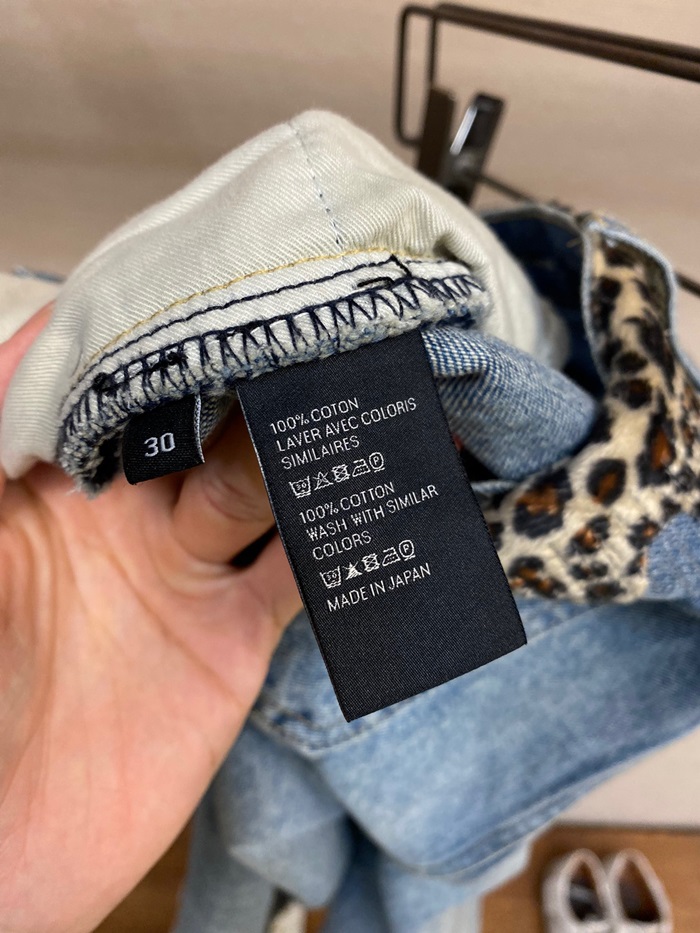 30
100% COTON
LAVER AVEC COLORIS
SIMILAIRES
100% COTTON
WASH WITH SIMILAR
COLORS
MADE IN JAPAN